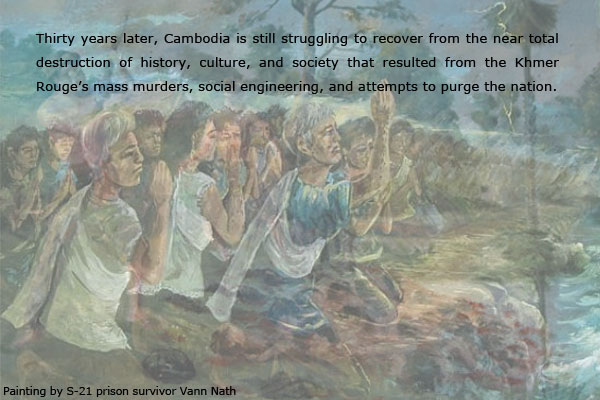 Thirty years later, Cambodia is still struggling to recover from the near total
destruction of history, culture, and society that resulted from the Khmer
Rouge’s mass murders, social engineering, and attempts to purge the nation.
Painting by S-21 prison survivor Vann Nath